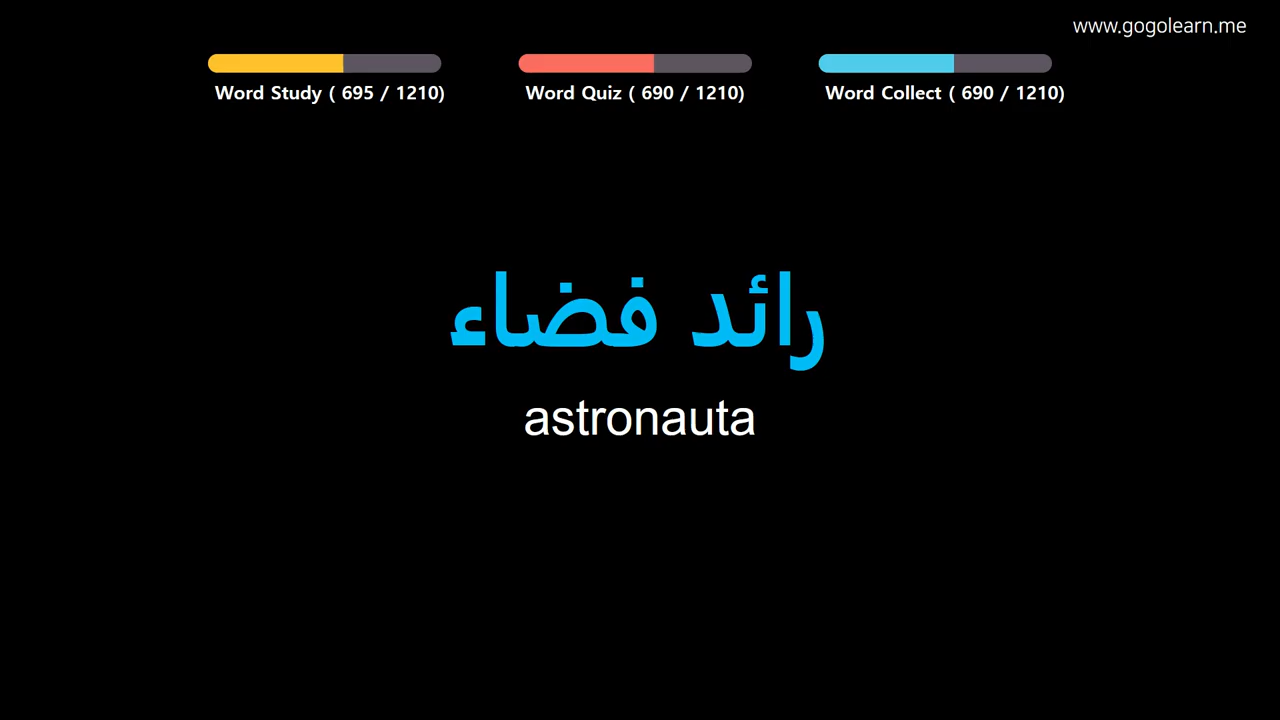 www.gogolearn.me
Word Study ( 695 / 1210)
Word Quiz ( 690 / 1210)
Word Collect ( 690 / 1210)
رائد فضاء
astronauta